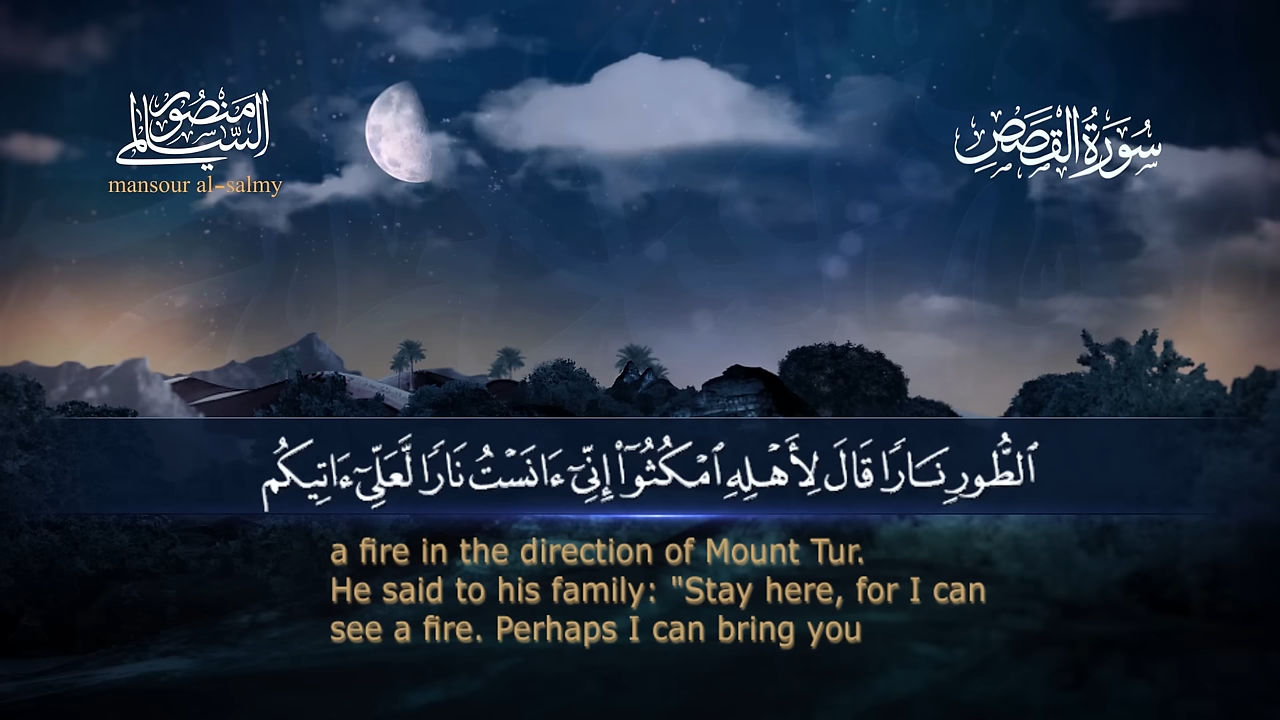 منصور السالمي
mansour al-salmy
سُورَةُ القَصَصِ
ٱلطُّورِ نَارًا قَالَ لِأَهْلِهِ ٱمْكُثُوٓا۟ إِنِّىٓ ءَانَسْتُ نَارًا لَّعَلِّىٓ ءَاتِيكُم
a fire in the direction of Mount Tur.
He said to his family: "Stay here, for I can
see a fire. Perhaps I can bring you